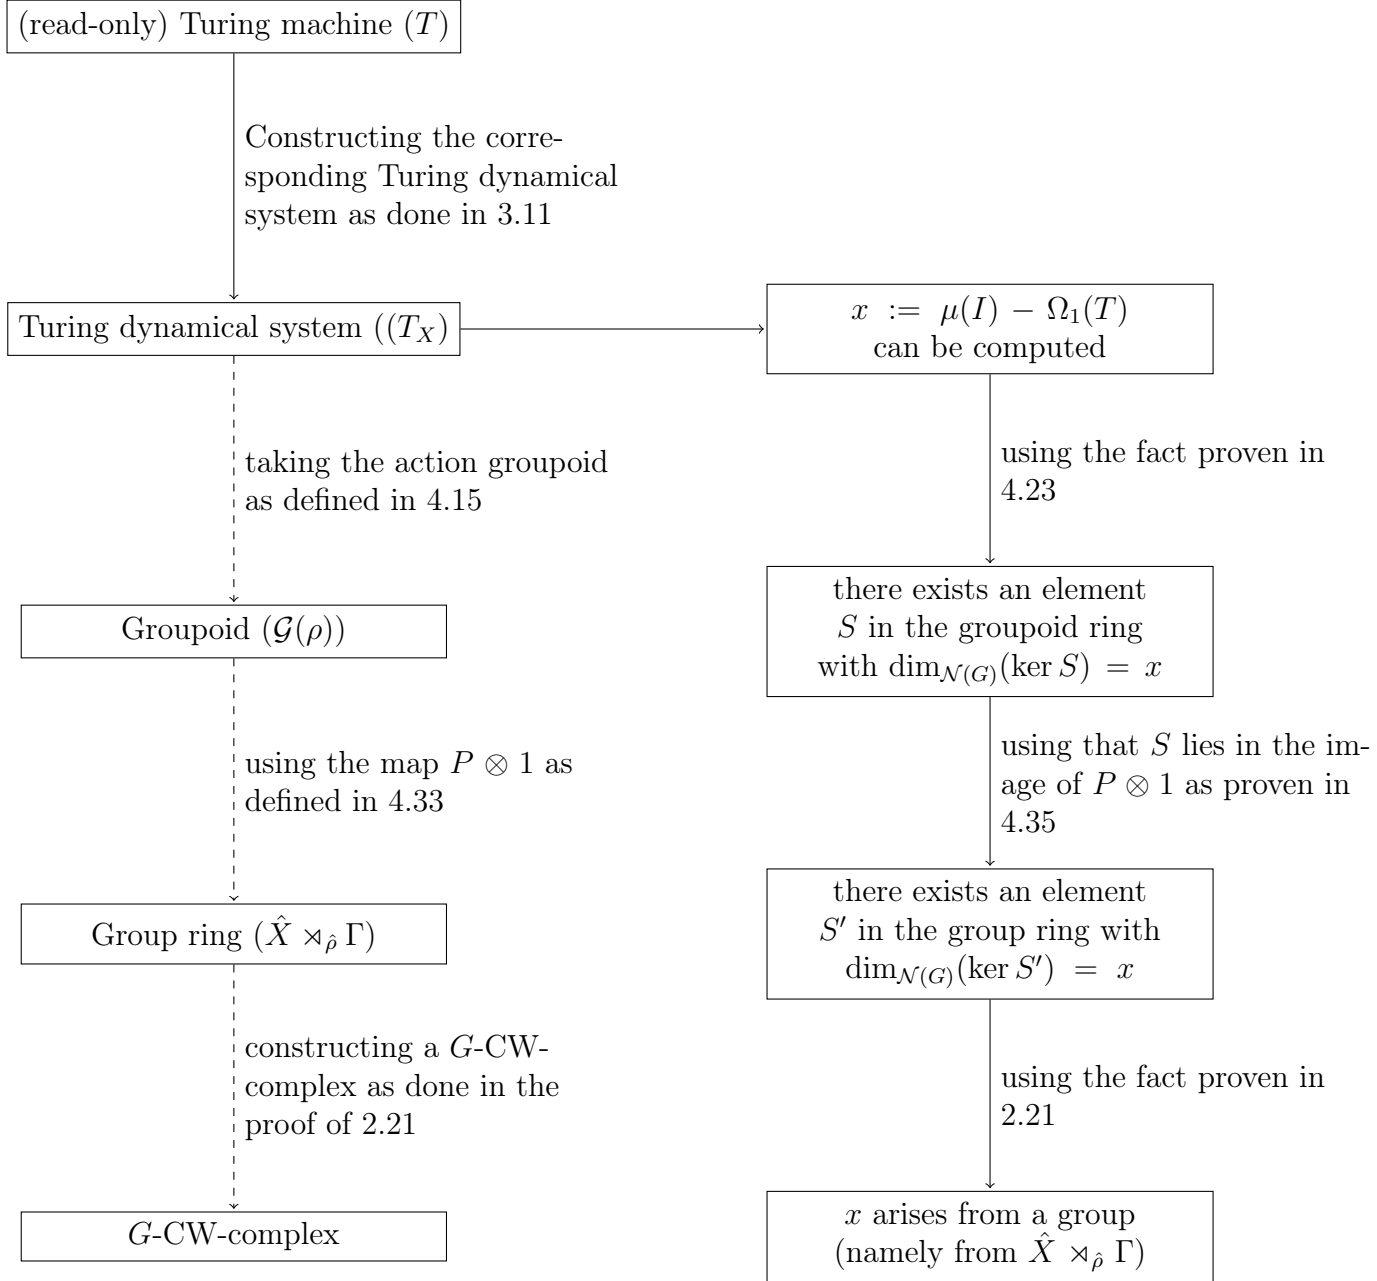 (read-only) Turing machine (T)
Constructing the corre-
sponding Turing dynamical
system as done in 3.11
Turing dynamical system ((T_X)
x := μ(I) − Ω₁(T)
can be computed
taking the action groupoid
as defined in 4.15
using the fact proven in
4.23
Groupoid (𝒢(ρ))
there exists an element
S in the groupoid ring
with dim_{𝒩(G)}(ker S) = x
using the map P ⊗ 1 as
defined in 4.33
using that S lies in the im-
age of P ⊗ 1 as proven in
4.35
Group ring (X̂ ⋊_{ρ̂} Γ)
there exists an element
S′ in the group ring with
dim_{𝒩(G)}(ker S′) = x
constructing a G-CW-
complex as done in the
proof of 2.21
using the fact proven in
2.21
G-CW-complex
x arises from a group
(namely from X̂ ⋊_{ρ̂} Γ)